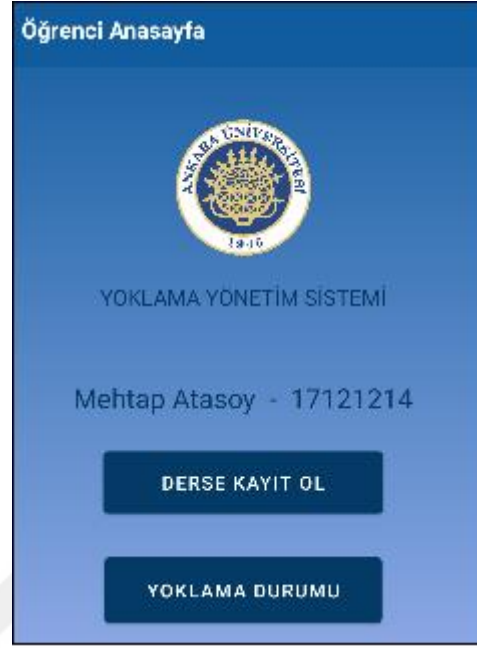 Öğrenci Anasayfa
ANKARA ÜNİVERSİTESİ
1946
YOKLAMA YÖNETİM SİSTEMİ
Mehtap Atasoy - 17121214
DERSE KAYIT OL
YOKLAMA DURUMU